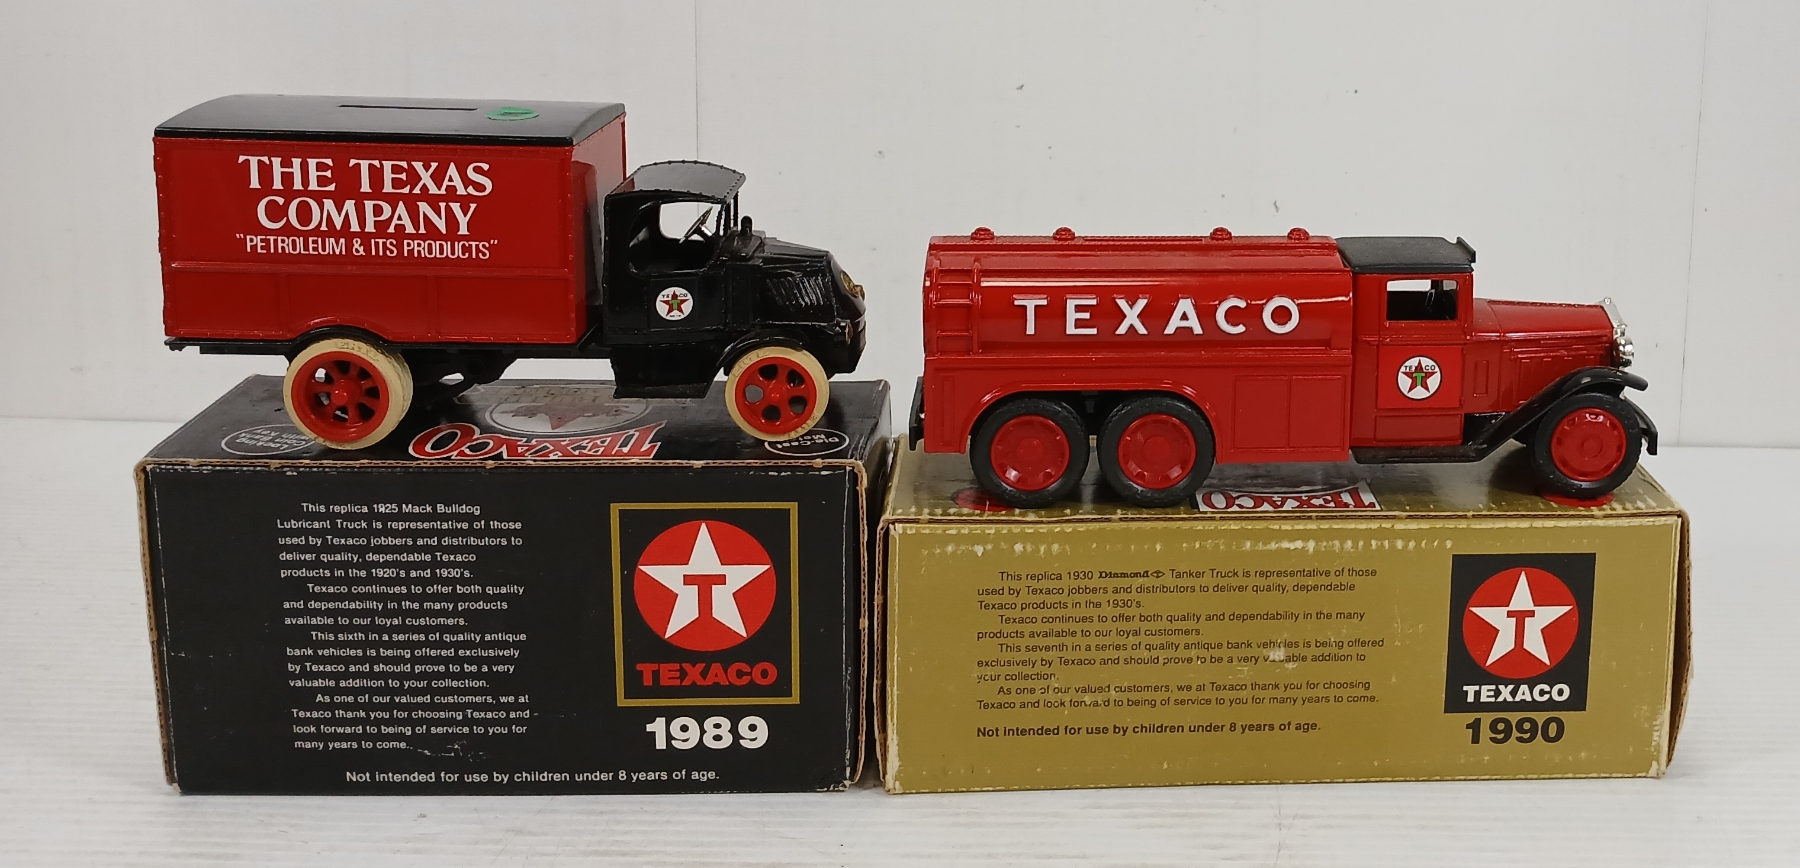 THE TEXAS
COMPANY
"PETROLEUM & ITS PRODUCTS"
TEXACO
T
TEXACO
TEXACO
T
Locking
with Key
TEXACO
Die-Cast
Metal
This replica 1925 Mack Bulldog
Lubricant Truck is representative of those
used by Texaco jobbers and distributors to
deliver quality, dependable Texaco
products in the 1920's and 1930's.
Texaco continues to offer both quality
and dependability in the many products
available to our loyal customers.
This sixth in a series of quality antique
bank vehicles is being offered exclusively
by Texaco and should prove to be a very
valuable addition to your collection.
As one of our valued customers, we at
Texaco thank you for choosing Texaco and
look forward to being of service to you for
many years to come.
Not intended for use by children under 8 years of age.
T
TEXACO
1989
TEXACO
This replica 1930 Diamond T Tanker Truck is representative of those
used by Texaco jobbers and distributors to deliver quality, dependable
Texaco products in the 1930's.
Texaco continues to offer both quality and dependability in the many
products available to our loyal customers.
This seventh in a series of quality antique bank vehicles is being offered
exclusively by Texaco and should prove to be a very valuable addition to
your collection.
As one of our valued customers, we at Texaco thank you for choosing
Texaco and look forward to being of service to you for many years to come.
Not intended for use by children under 8 years of age.
T
TEXACO
1990